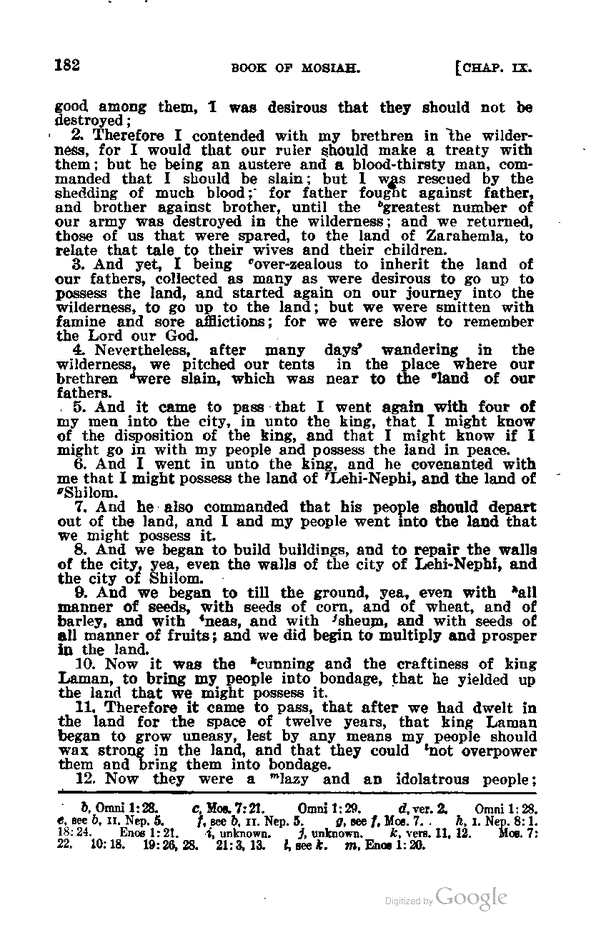 182 BOOK OF MOSIAH. [CHAP. IX.
good among them, I was desirous that they should not be
destroyed;
2. Therefore I contended with my brethren in the wilder-
ness, for I would that our ruler should make a treaty with
them; but he being an austere and a blood-thirsty man, com-
manded that I should be slain; but I was rescued by the
shedding of much blood; for father fought against father,
and brother against brother, until the ᵇgreatest number of
our army was destroyed in the wilderness; and we returned,
those of us that were spared, to the land of Zarahemla, to
relate that tale to their wives and their children.
3. And yet, I being ᶜover-zealous to inherit the land of
our fathers, collected as many as were desirous to go up to
possess the land, and started again on our journey into the
wilderness, to go up to the land; but we were smitten with
famine and sore afflictions; for we were slow to remember
the Lord our God.
4. Nevertheless, after many days' wandering in the
wilderness, we pitched our tents in the place where our
brethren ᵈwere slain, which was near to the ᵉland of our
fathers.
5. And it came to pass that I went again with four of
my men into the city, in unto the king, that I might know
of the disposition of the king, and that I might know if I
might go in with my people and possess the land in peace.
6. And I went in unto the king, and he covenanted with
me that I might possess the land of ᶠLehi-Nephi, and the land of
ᵍShilom.
7. And he also commanded that his people should depart
out of the land, and I and my people went into the land that
we might possess it.
8. And we began to build buildings, and to repair the walls
of the city, yea, even the walls of the city of Lehi-Nephi, and
the city of Shilom.
9. And we began to till the ground, yea, even with ʰall
manner of seeds, with seeds of corn, and of wheat, and of
barley, and with ⁱneas, and with ʲsheum, and with seeds of
all manner of fruits; and we did begin to multiply and prosper
in the land.
10. Now it was the ᵏcunning and the craftiness of king
Laman, to bring my people into bondage, that he yielded up
the land that we might possess it.
11. Therefore it came to pass, that after we had dwelt in
the land for the space of twelve years, that king Laman
began to grow uneasy, lest by any means my people should
wax strong in the land, and that they could ˡnot overpower
them and bring them into bondage.
12. Now they were a ᵐlazy and an idolatrous people;
b, Omni 1:28. c, Mos. 7:21. Omni 1:29. d, ver. 2. Omni 1:28.
e, see b, II. Nep. 5. f, see b, II. Nep. 5. g, see f, Mos. 7. h, I. Nep. 8:1.
18:24. Enos 1:21. i, unknown. j, unknown. k, vers. 11, 12. Mos. 7:
22. 10:18. 19:26, 28. 21:3, 13. l, see k. m, Enos 1:20.
Digitized by Google